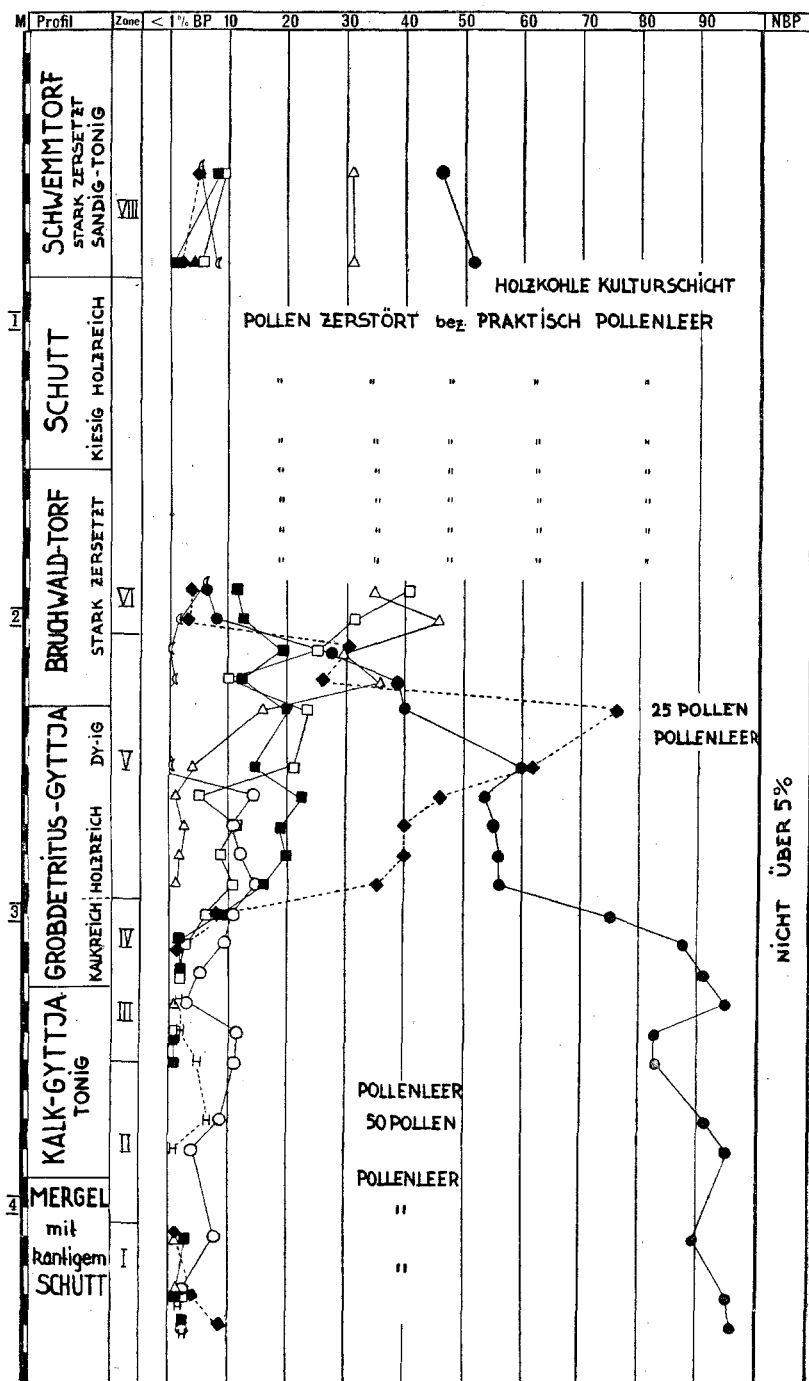 M Profil Zone < 1% BP 10 20 30 40 50 60 70 80 90 NBP
SCHWEMMTORF
STARK ZERSETZT
SANDIG-TONIG
VIII
HOLZKOHLE KULTURSCHICHT
1
POLLEN ZERSTÖRT bez. PRAKTISCH POLLENLEER
SCHUTT
KIESIG HOLZREICH
" " " " "
" " " " "
" " " " "
" " " " "
" " " " "
" " " " "
BRUCHWALD-TORF
STARK ZERSETZT
VI
2
25 POLLEN
POLLENLEER
GROBDETRITUS-GYTTJA
KALKREICH HOLZREICH DY-IG
V
NICHT ÜBER 5%
3
IV
KALK-GYTTJA
TONIG
III
POLLENLEER
50 POLLEN
II
POLLENLEER
4
MERGEL
"
mit
kantigem
I
"
SCHUTT